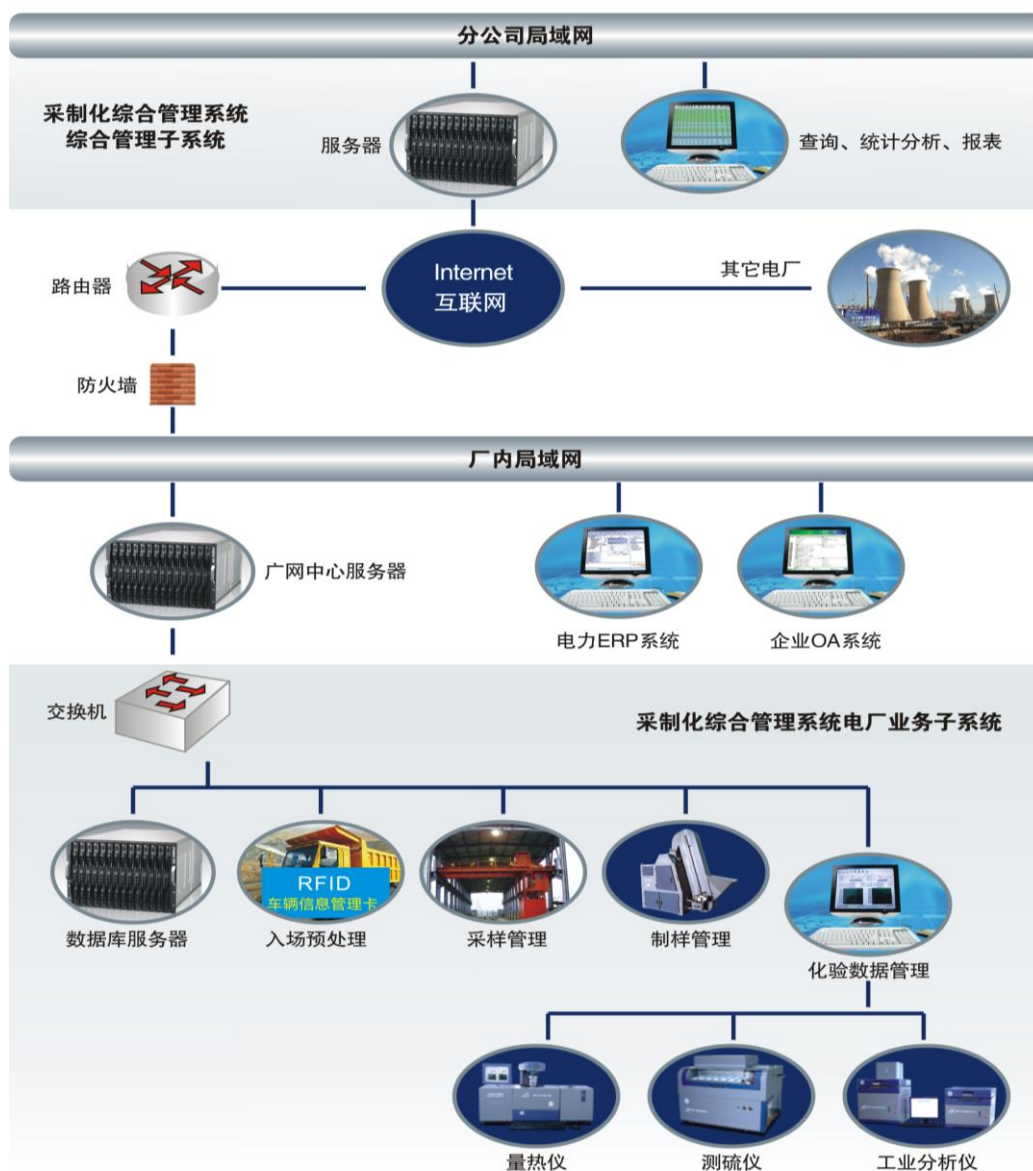 分公司局域网
采制化综合管理系统
综合管理子系统
服务器
查询、统计分析、报表
Internet
互联网
路由器
其它电厂
防火墙
厂内局域网
广网中心服务器
电力ERP系统
企业OA系统
交换机
采制化综合管理系统电厂业务子系统
RFID
车辆信息管理卡
数据库服务器
入场预处理
采样管理
制样管理
化验数据管理
量热仪
测硫仪
工业分析仪